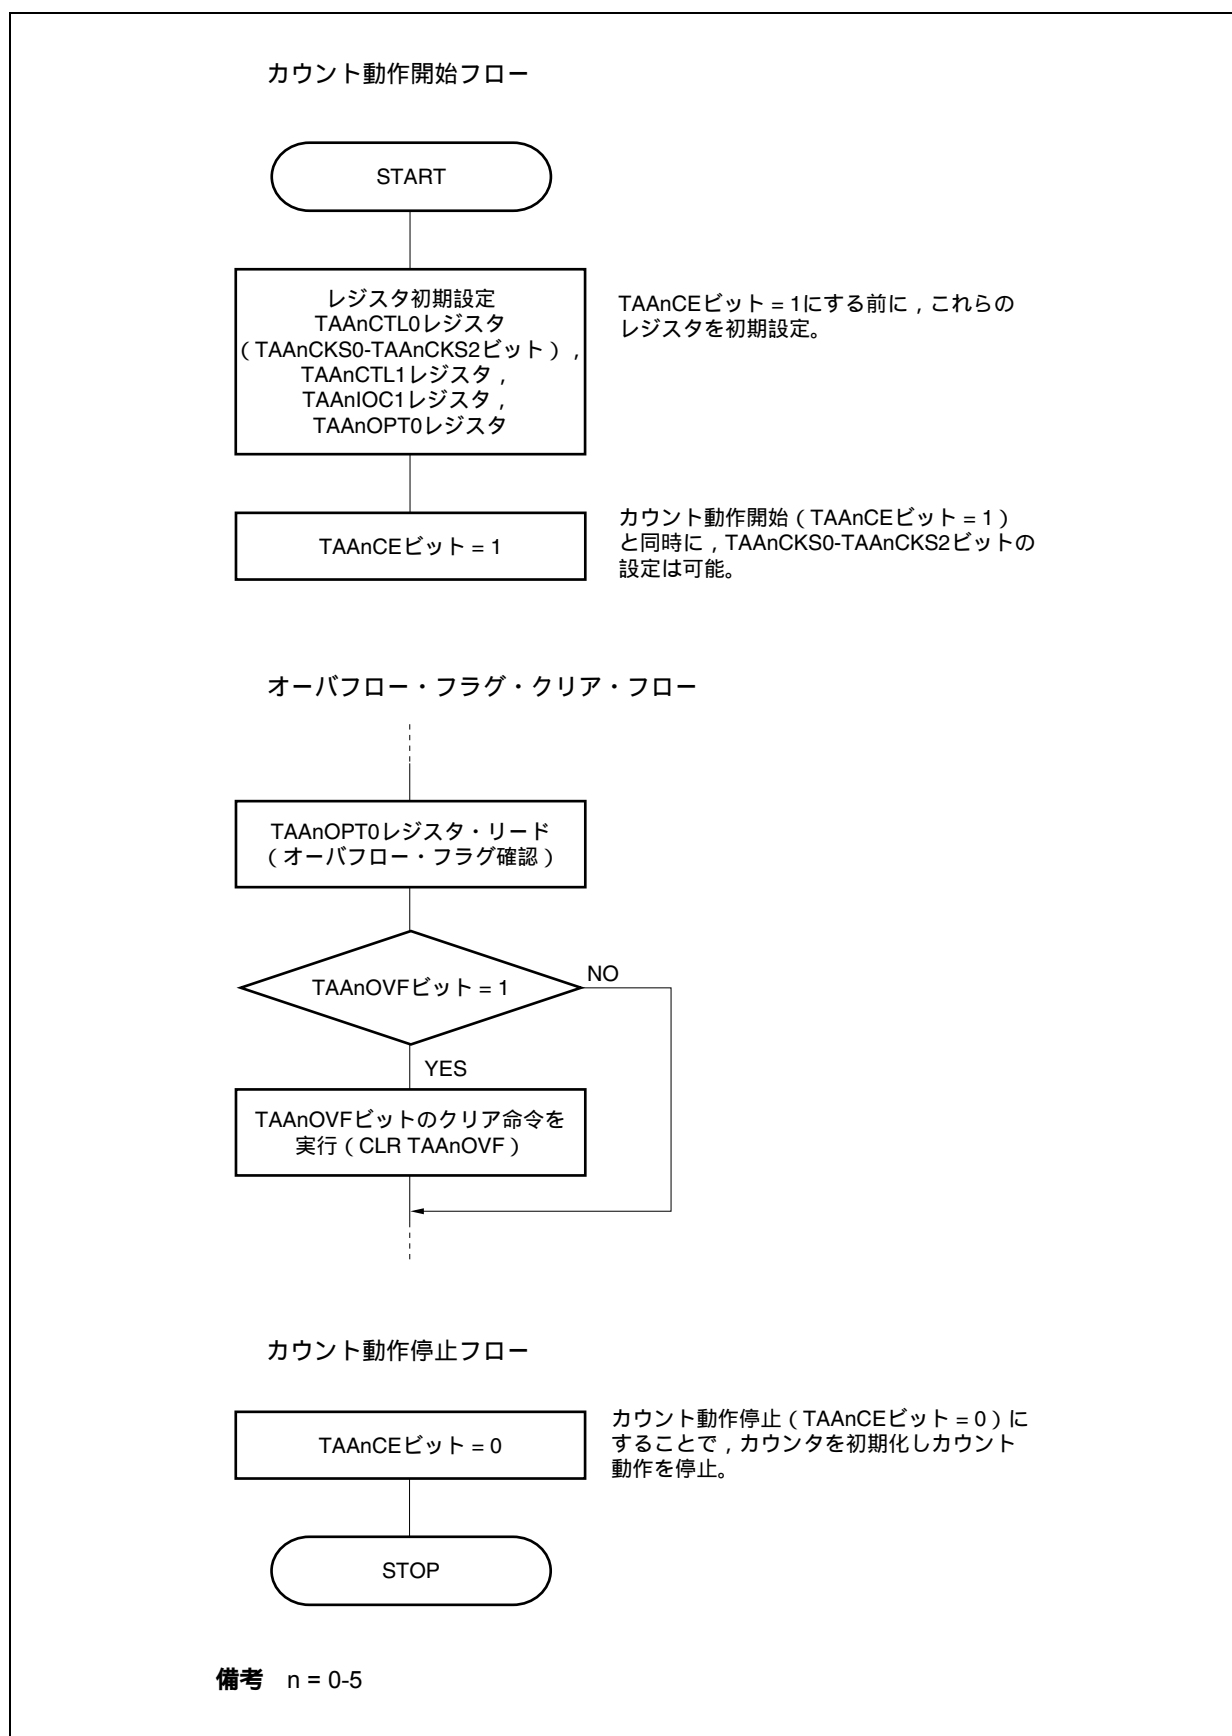 カウント動作開始フロー
START
レジスタ初期設定
TAAnCTL0レジスタ
（TAAnCKS0-TAAnCKS2ビット），
TAAnCTL1レジスタ，
TAAnIOC1レジスタ，
TAAnOPT0レジスタ
TAAnCEビット = 1にする前に，これらの
レジスタを初期設定。
TAAnCEビット = 1
カウント動作開始（TAAnCEビット = 1）
と同時に，TAAnCKS0-TAAnCKS2ビットの
設定は可能。
オーバフロー・フラグ・クリア・フロー
TAAnOPT0レジスタ・リード
（オーバフロー・フラグ確認）
TAAnOVFビット = 1
NO
YES
TAAnOVFビットのクリア命令を
実行（CLR TAAnOVF）
カウント動作停止フロー
TAAnCEビット = 0
カウント動作停止（TAAnCEビット = 0）に
することで，カウンタを初期化しカウント
動作を停止。
STOP
備考 n = 0-5